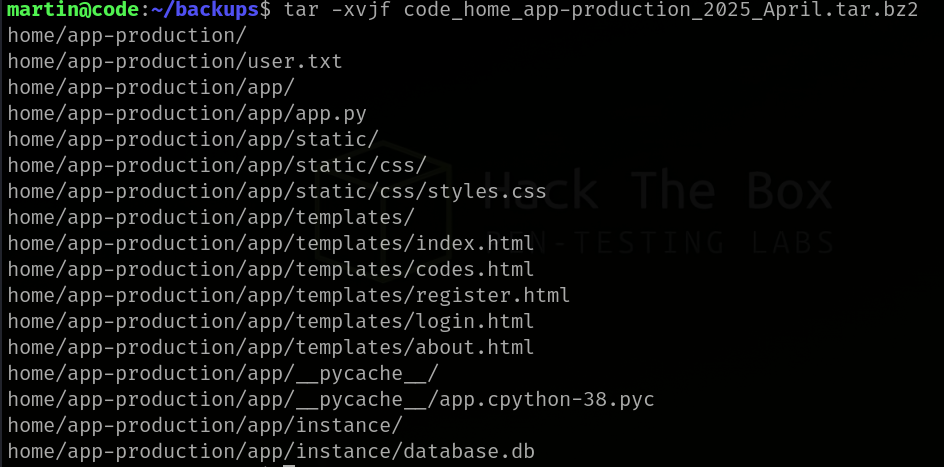 martin@code:~/backups$ tar -xvjf code_home_app-production_2025_April.tar.bz2
home/app-production/
home/app-production/user.txt
home/app-production/app/
home/app-production/app/app.py
home/app-production/app/static/
home/app-production/app/static/css/
home/app-production/app/static/css/styles.css
home/app-production/app/templates/
home/app-production/app/templates/index.html
home/app-production/app/templates/codes.html
home/app-production/app/templates/register.html
home/app-production/app/templates/login.html
home/app-production/app/templates/about.html
home/app-production/app/__pycache__/
home/app-production/app/__pycache__/app.cpython-38.pyc
home/app-production/app/instance/
home/app-production/app/instance/database.db
Hack The Box
PEN-TESTING LABS